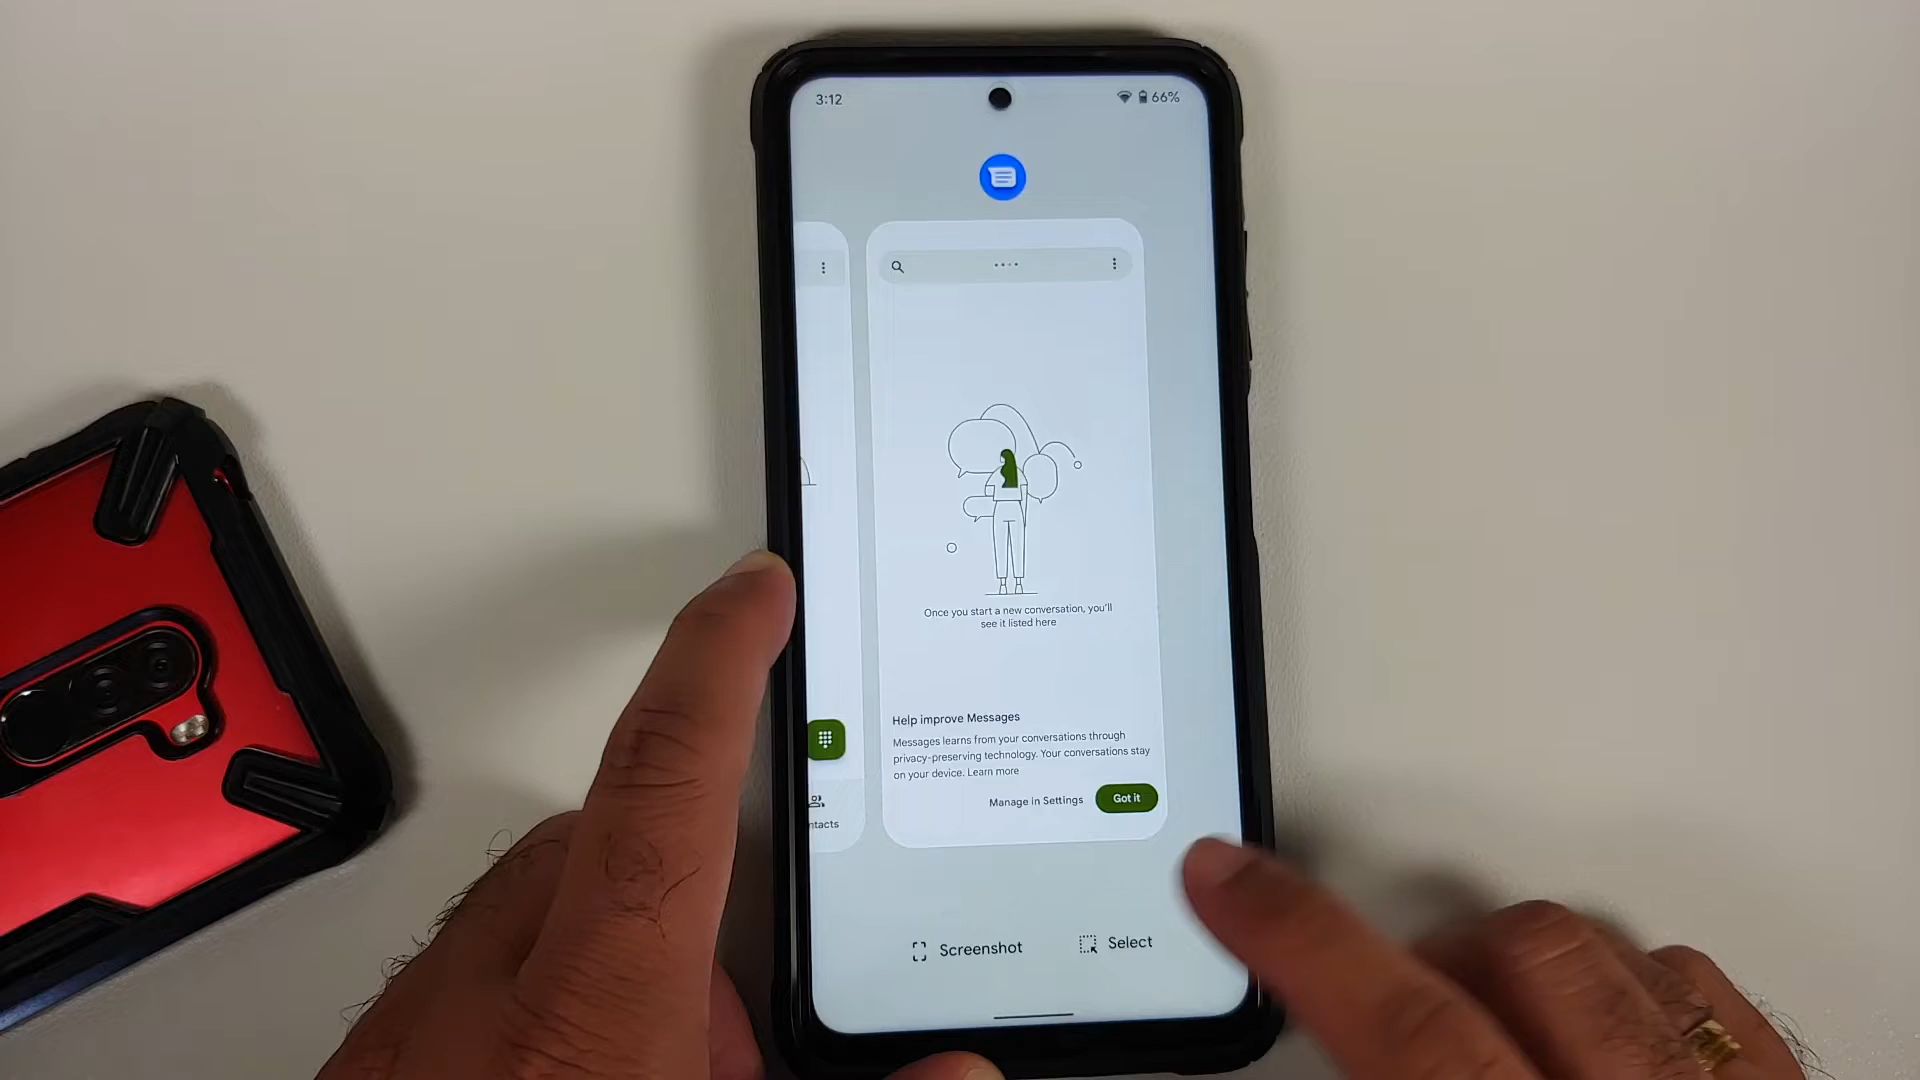 3:12
66%
Once you start a new conversation, you'll
see it listed here
Help improve Messages
Messages learns from your conversations through
privacy-preserving technology. Your conversations stay
on your device. Learn more
Manage in Settings
Got it
ntacts
Screenshot
Select